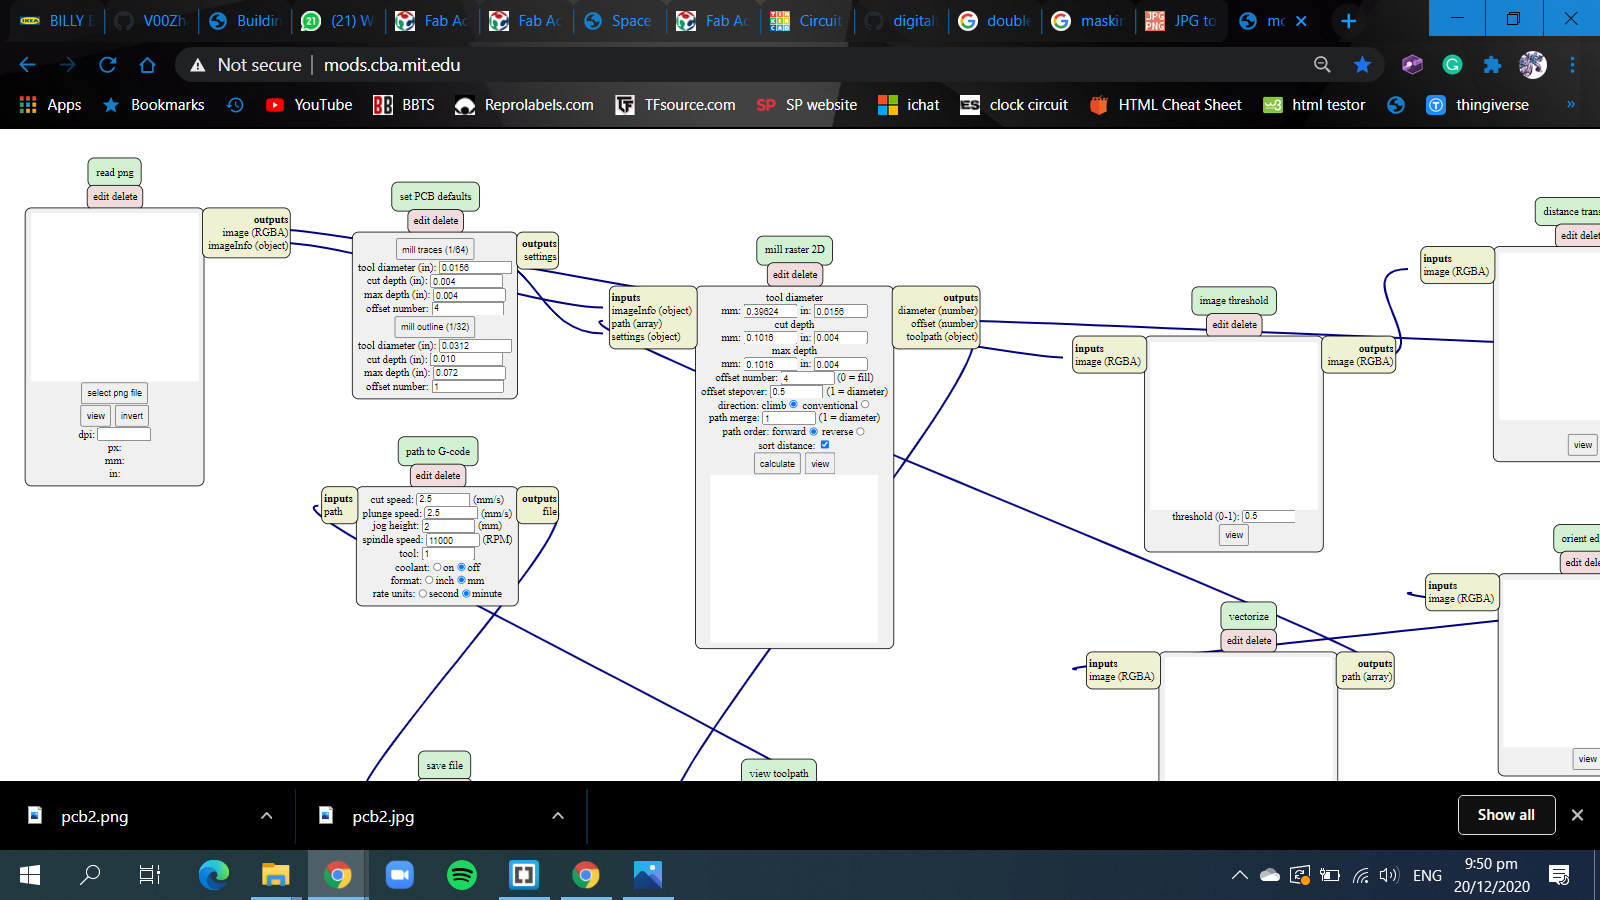 BILLY
V00Zh
Buildin
(21) W
Fab Ac
Fab Ac
Space
Fab Ac
Circuit
digital
double
maskin
JPG to
mo
Not secure
mods.cba.mit.edu
Apps
Bookmarks
YouTube
BBTS
Reprolabels.com
TFsource.com
SP website
ichat
clock circuit
HTML Cheat Sheet
html testor
thingiverse
»
read png
edit delete
outputs
image (RGBA)
imageInfo (object)
select png file
view
invert
dpi:
px:
mm:
in:
set PCB defaults
edit delete
outputs
settings
mill traces (1/64)
tool diameter (in): 0.0156
cut depth (in): 0.004
max depth (in): 0.004
offset number: 4
mill outline (1/32)
tool diameter (in): 0.0312
cut depth (in): 0.010
max depth (in): 0.072
offset number: 1
path to G-code
edit delete
inputs
path
outputs
file
cut speed: 2.5 (mm/s)
plunge speed: 2.5 (mm/s)
jog height: 2 (mm)
spindle speed: 11000 (RPM)
tool: 1
coolant: on off
format: inch mm
rate units: second minute
save file
mill raster 2D
edit delete
inputs
imageInfo (object)
path (array)
settings (object)
outputs
diameter (number)
offset (number)
toolpath (object)
tool diameter
mm: 0.39624 in: 0.0156
cut depth
mm: 0.1016 in: 0.004
max depth
mm: 0.1016 in: 0.004
offset number: 4 (0 = fill)
offset stepover: 0.5 (1 = diameter)
direction: climb conventional
path merge: 1 (1 = diameter)
path order: forward reverse
sort distance:
calculate
view
view toolpath
image threshold
edit delete
inputs
image (RGBA)
outputs
image (RGBA)
threshold (0-1): 0.5
view
vectorize
edit delete
inputs
image (RGBA)
outputs
path (array)
distance trans
edit delet
inputs
image (RGBA)
view
orient ed
edit dele
inputs
image (RGBA)
view
pcb2.png
pcb2.jpg
Show all
ENG
9:50 pm
20/12/2020